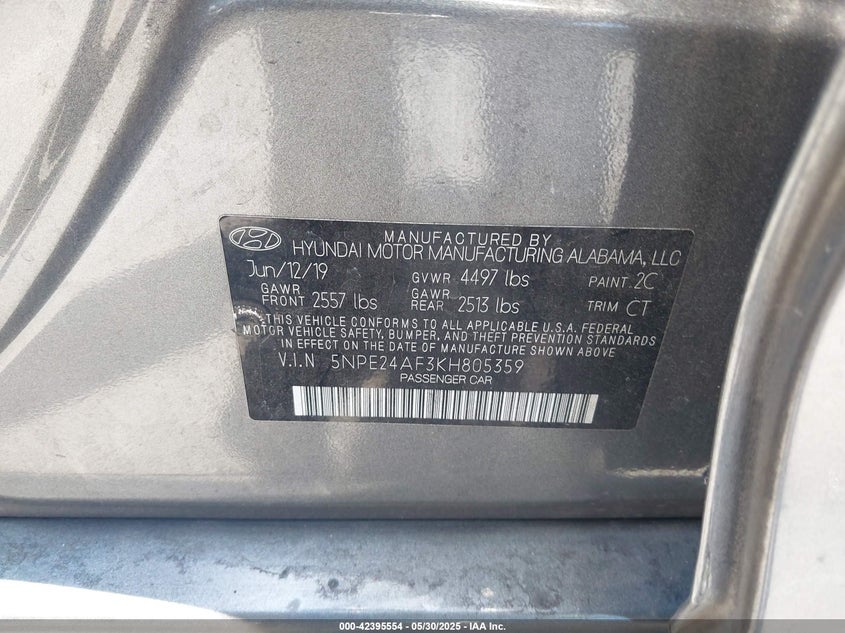 MANUFACTURED BY
HYUNDAI MOTOR MANUFACTURING ALABAMA, LLC
Jun/12/19 GVWR 4497 lbs PAINT 2C
GAWR FRONT 2557 lbs GAWR REAR 2513 lbs TRIM CT
THIS VEHICLE CONFORMS TO ALL APPLICABLE U.S.A. FEDERAL
MOTOR VEHICLE SAFETY, BUMPER, AND THEFT PREVENTION STANDARDS
IN EFFECT ON THE DATE OF MANUFACTURE SHOWN ABOVE
V.I.N 5NPE24AF3KH805359
PASSENGER CAR
000-42395554 - 05/30/2025 - IAA Inc.